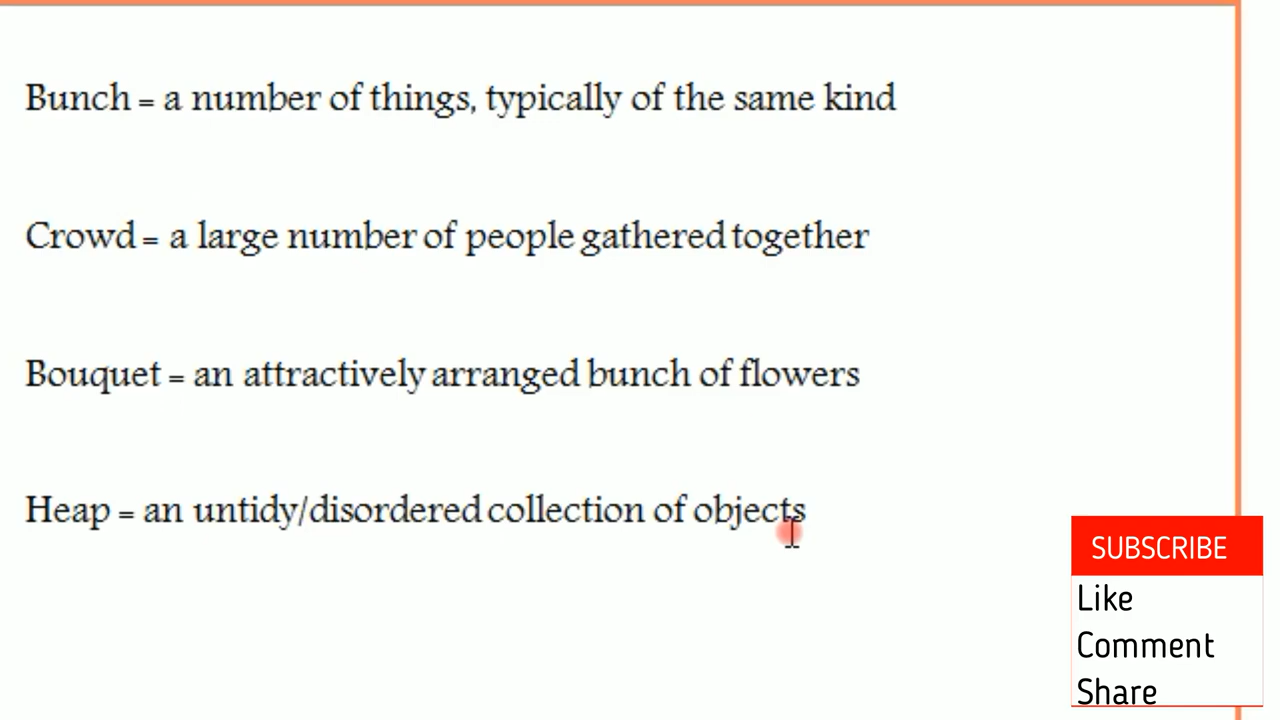 Bunch = a number of things, typically of the same kind
Crowd = a large number of people gathered together
Bouquet = an attractively arranged bunch of flowers
Heap = an untidy/disordered collection of objects
SUBSCRIBE
Like
Comment
Share